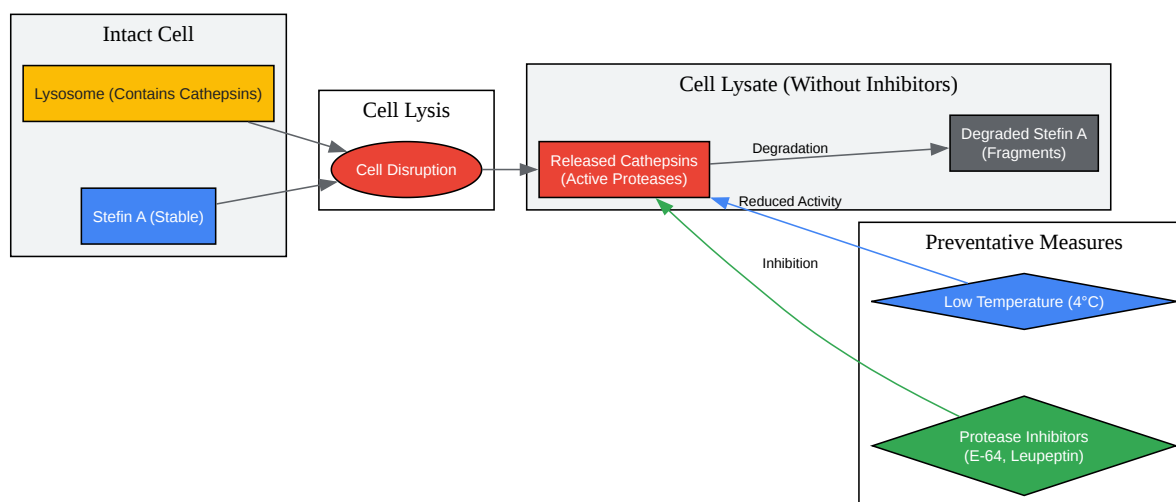 Intact Cell
Lysosome (Contains Cathepsins)
Stefin A (Stable)
Cell Lysis
Cell Disruption
Cell Lysate (Without Inhibitors)
Released Cathepsins
(Active Proteases)
Degradation
Degraded Stefin A
(Fragments)
Reduced Activity
Inhibition
Preventative Measures
Low Temperature (4°C)
Protease Inhibitors
(E-64, Leupeptin)